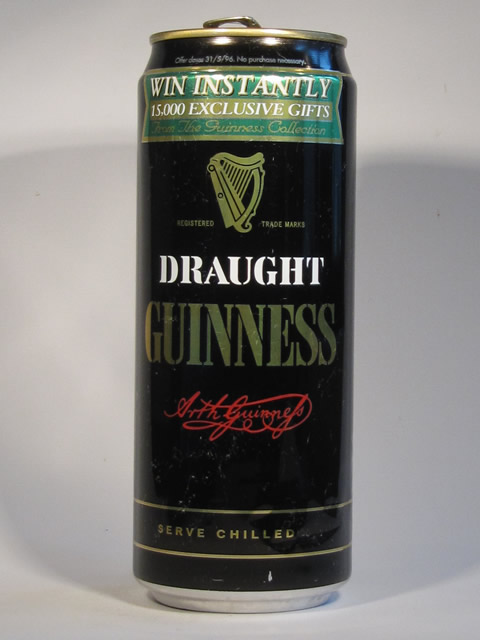 Offer closes 31/5/96. No purchase necessary.
WIN INSTANTLY
15,000 EXCLUSIVE GIFTS
From The Guinness Collection
REGISTERED TRADE MARKS
DRAUGHT
GUINNESS
Arth Guinness
SERVE CHILLED